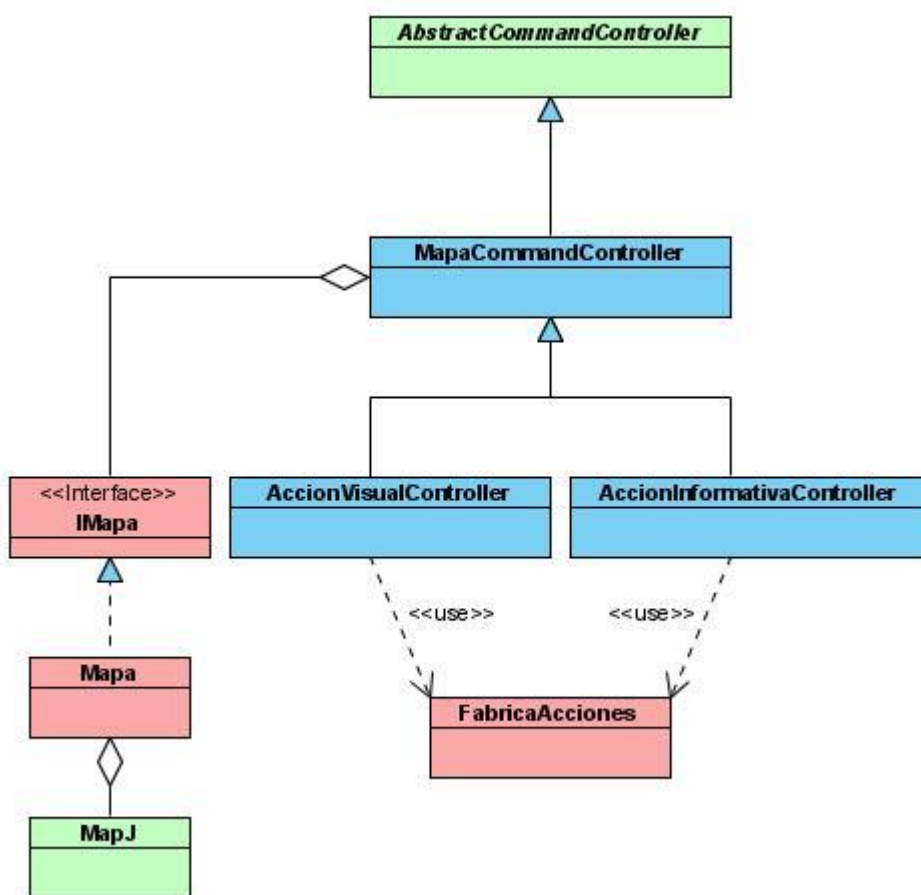 AbstractCommandController
MapaCommandController
<<Interface>>
IMapa
AccionVisualController
AccionInformativaController
<<use>>
<<use>>
Mapa
FabricaAcciones
MapJ